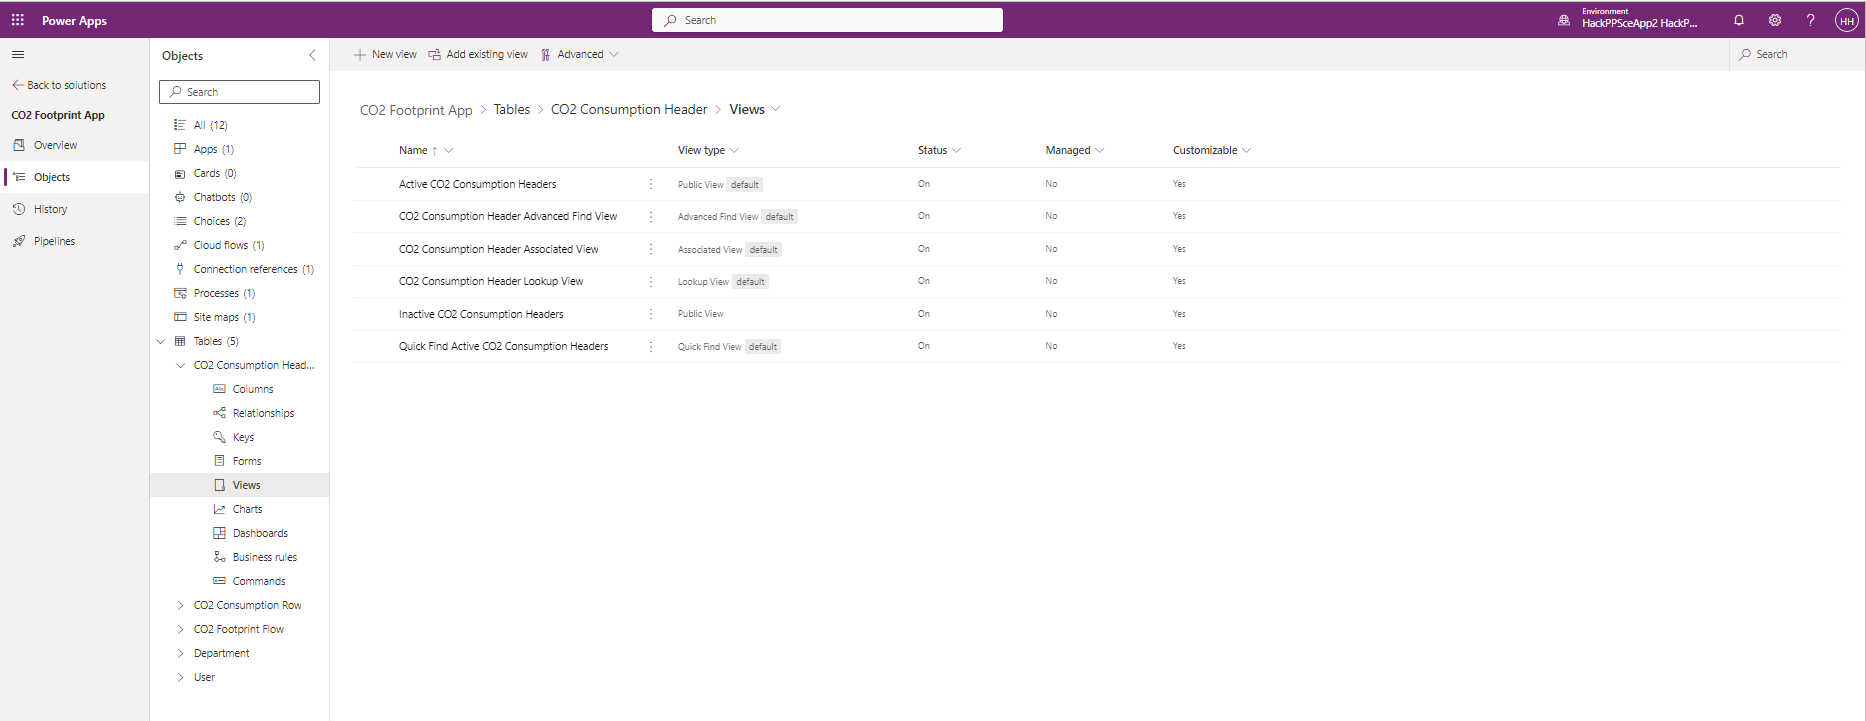 Power Apps
Search
Environment
HackPPSceApp2 HackP...
HH
Back to solutions
CO2 Footprint App
Overview
Objects
History
Pipelines
Objects
Search
All (12)
Apps (1)
Cards (0)
Chatbots (0)
Choices (2)
Cloud flows (1)
Connection references (1)
Processes (1)
Site maps (1)
Tables (5)
CO2 Consumption Head...
Abc Columns
Relationships
Keys
Forms
Views
Charts
Dashboards
Business rules
Commands
CO2 Consumption Row
CO2 Footprint Flow
Department
User
New view Add existing view Advanced Search
CO2 Footprint App > Tables > CO2 Consumption Header > Views
Name ↑ View type Status Managed Customizable
Active CO2 Consumption Headers Public View default On No Yes
CO2 Consumption Header Advanced Find View Advanced Find View default On No Yes
CO2 Consumption Header Associated View Associated View default On No Yes
CO2 Consumption Header Lookup View Lookup View default On No Yes
Inactive CO2 Consumption Headers Public View On No Yes
Quick Find Active CO2 Consumption Headers Quick Find View default On No Yes